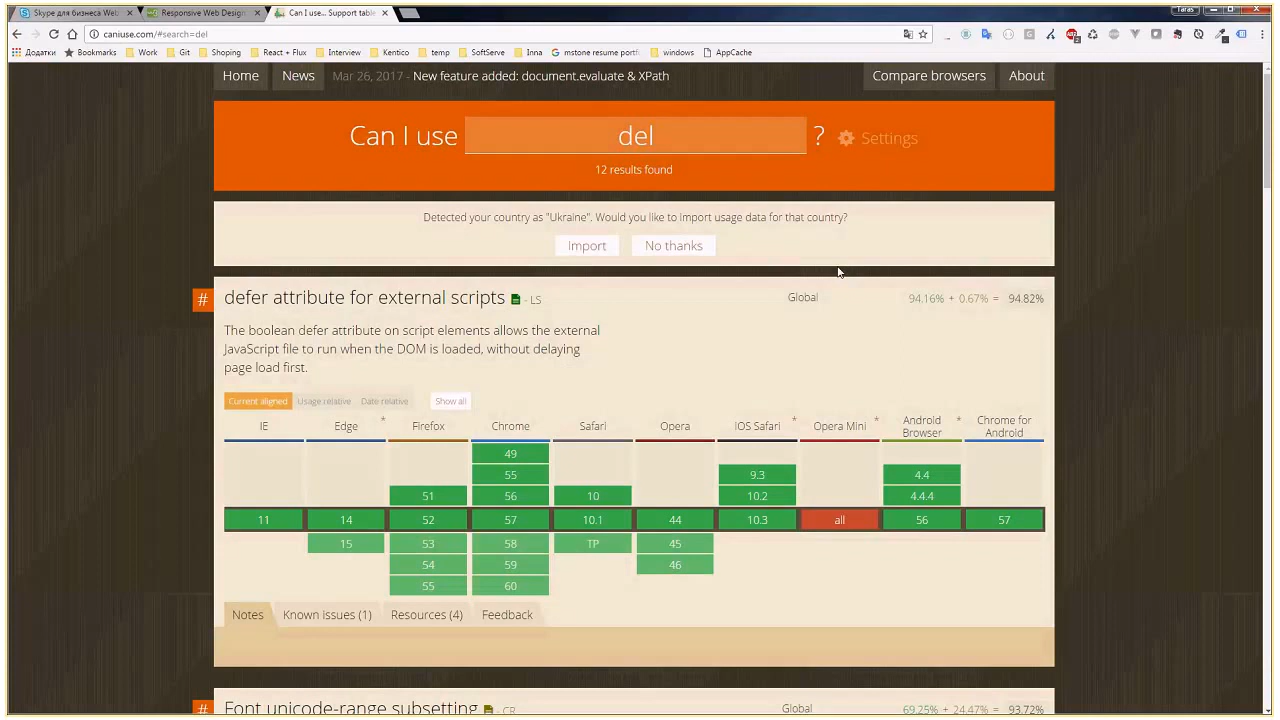 Skype для бизнеса Web
Responsive Web Design
Can I use... Support table
Taras
caniuse.com/#search=del
Додатки Bookmarks Work Git Shoping React + Flux Interview Kentico temp SoftServe Inna mstone resume portf windows AppCache
Home News Mar 26, 2017 - New feature added: document.evaluate & XPath Compare browsers About
Can I use del ? Settings
12 results found
Detected your country as "Ukraine". Would you like to import usage data for that country?
Import No thanks
# defer attribute for external scripts - LS Global 94.16% + 0.67% = 94.82%
The boolean defer attribute on script elements allows the external
JavaScript file to run when the DOM is loaded, without delaying
page load first.
Current aligned Usage relative Date relative Show all
IE Edge * Firefox Chrome Safari Opera iOS Safari * Opera Mini * Android Browser * Chrome for Android
49
55 9.3 4.4
51 56 10 10.2 4.4.4
11 14 52 57 10.1 44 10.3 all 56 57
15 53 58 TP 45
54 59 46
55 60
Notes Known issues (1) Resources (4) Feedback
# Font unicode-range subsetting - CR Global 69.25% + 24.47% = 93.72%